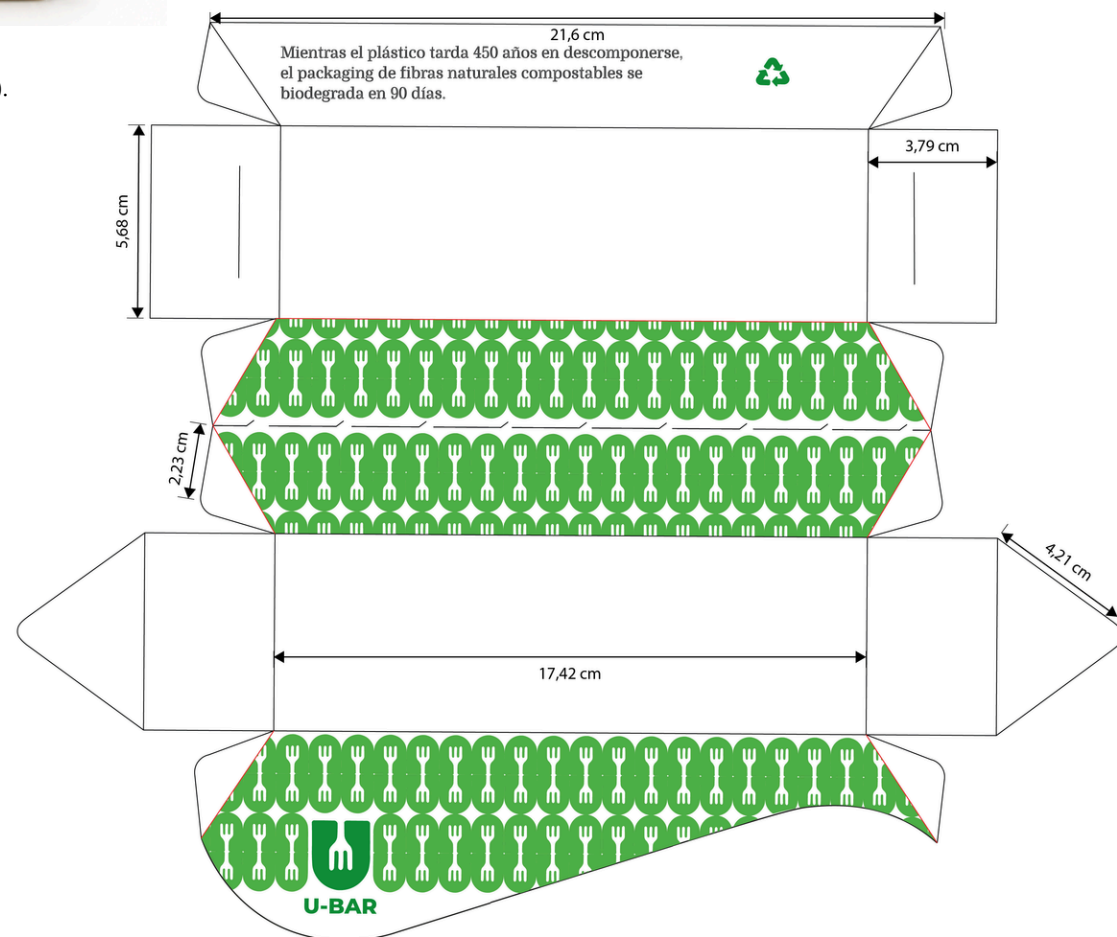 ).
21,6 cm
Mientras el plástico tarda 450 años en descomponerse,
el packaging de fibras naturales compostables se
biodegrada en 90 días.
3,79 cm
5,68 cm
2,23 cm
4,21 cm
17,42 cm
U-BAR